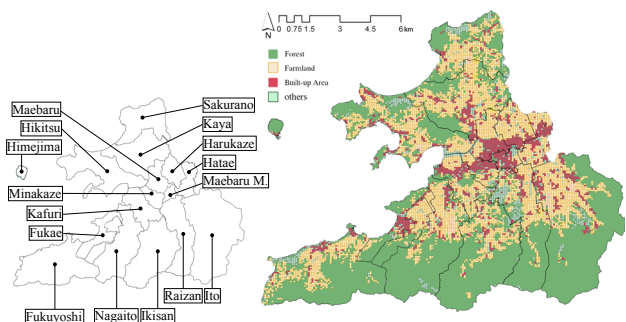 N
0 0.75 1.5 3 4.5 6 km
Forest
Farmland
Built-up Area
others
Maebaru
Hikitsu
Himejima
Minakaze
Kafuri
Fukae
Fukuyoshi
Nagaito
Ikisan
Raizan
Ito
Sakurano
Kaya
Harukaze
Hatae
Maebaru M.